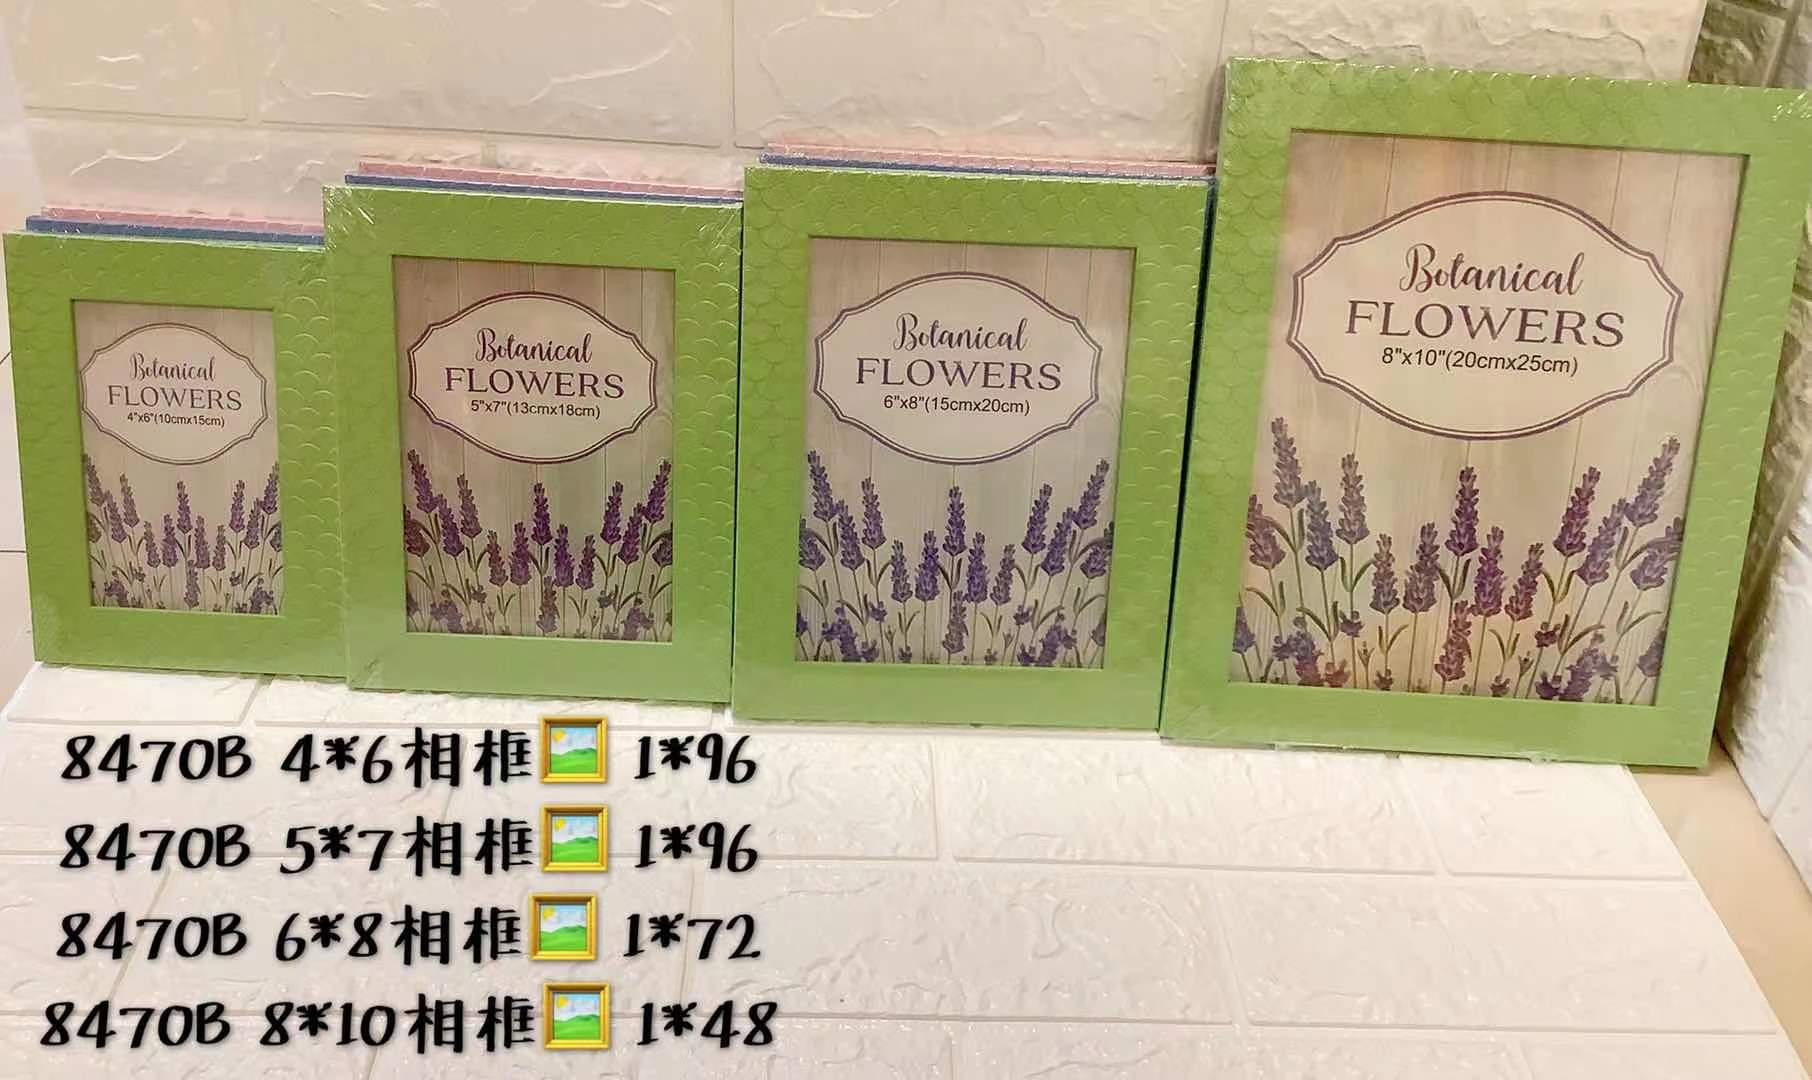 Botanical
FLOWERS
4"x6"(10cmx15cm)
Botanical
FLOWERS
5"x7"(13cmx18cm)
Botanical
FLOWERS
6"x8"(15cmx20cm)
Botanical
FLOWERS
8"x10"(20cmx25cm)
8470B 4*6相框🖼️ 1*96
8470B 5*7相框🖼️ 1*96
8470B 6*8相框🖼️ 1*72
8470B 8*10相框🖼️ 1*48